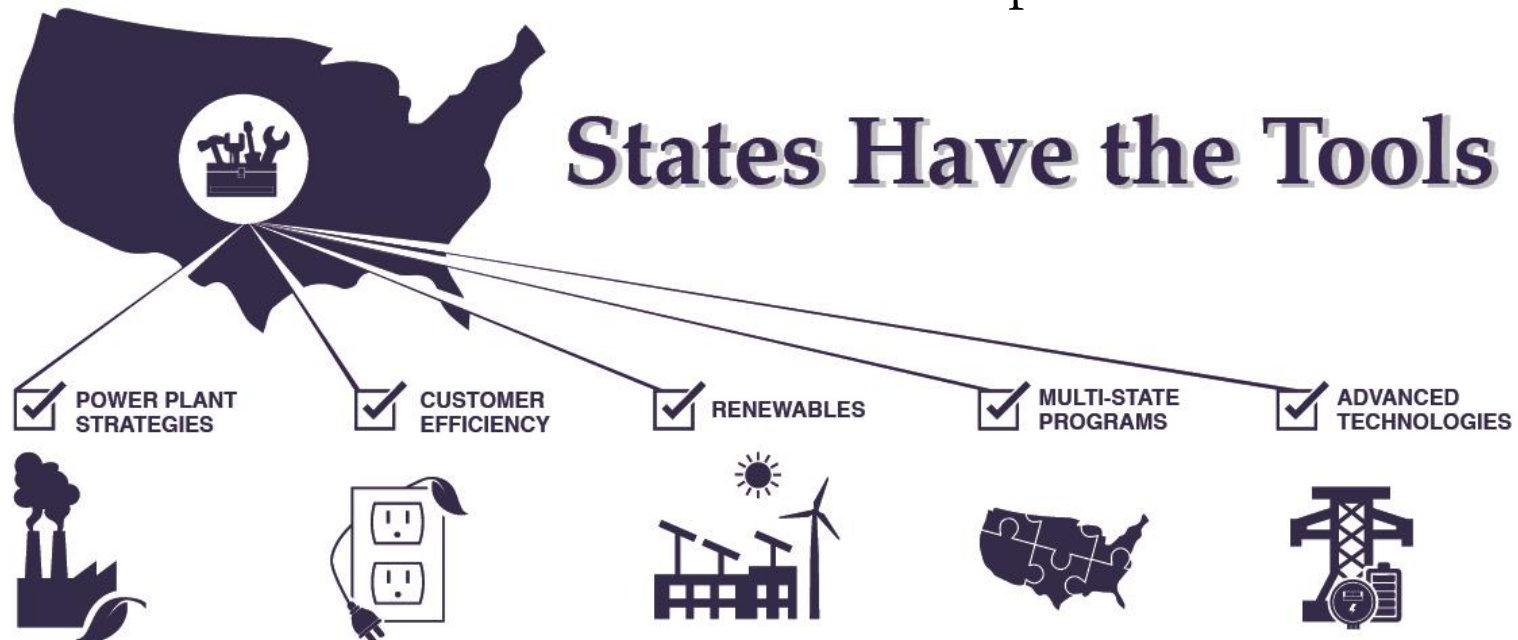 States Have the Tools
POWER PLANT
STRATEGIES
CUSTOMER
EFFICIENCY
RENEWABLES
MULTI-STATE
PROGRAMS
ADVANCED
TECHNOLOGIES